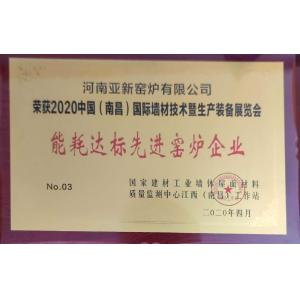 河南亚新窑炉有限公司
荣获2020中国（南昌）国际墙材技术暨生产装备展览会
能耗达标先进窑炉企业
No.03
国家建材工业墙体屋面材料
质量监测中心江西（南昌）工作站
二〇二〇年四月